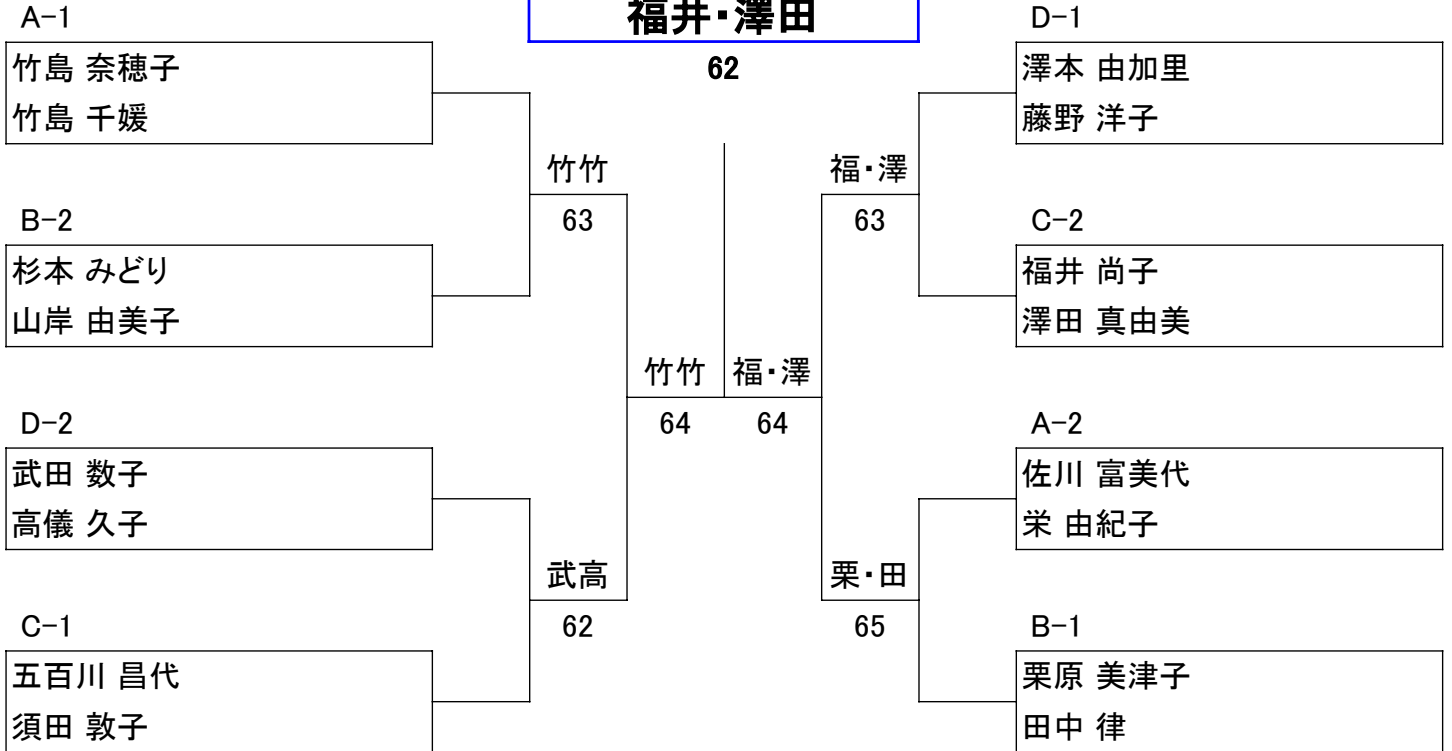 A-1
福井・澤田
D-1
竹島 奈穂子
竹島 千媛
62
澤本 由加里
藤野 洋子
竹竹
63
福・澤
63
B-2
杉本 みどり
山岸 由美子
C-2
福井 尚子
澤田 真由美
竹竹
64
福・澤
64
D-2
武田 数子
高儀 久子
A-2
佐川 富美代
栄 由紀子
武高
62
栗・田
65
C-1
五百川 昌代
須田 敦子
B-1
栗原 美津子
田中 律